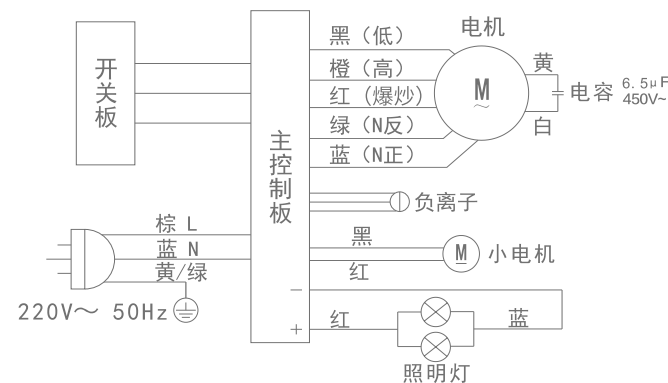 开关板
主控制板
黑（低）
橙（高）
红（爆炒）
绿（N反）
蓝（N正）
电机
M
～
黄
白
电容 6.5μF
450V~
负离子
黑
红
M
小电机
棕 L
蓝 N
黄/绿
220V～ 50Hz
－
＋
红
蓝
照明灯